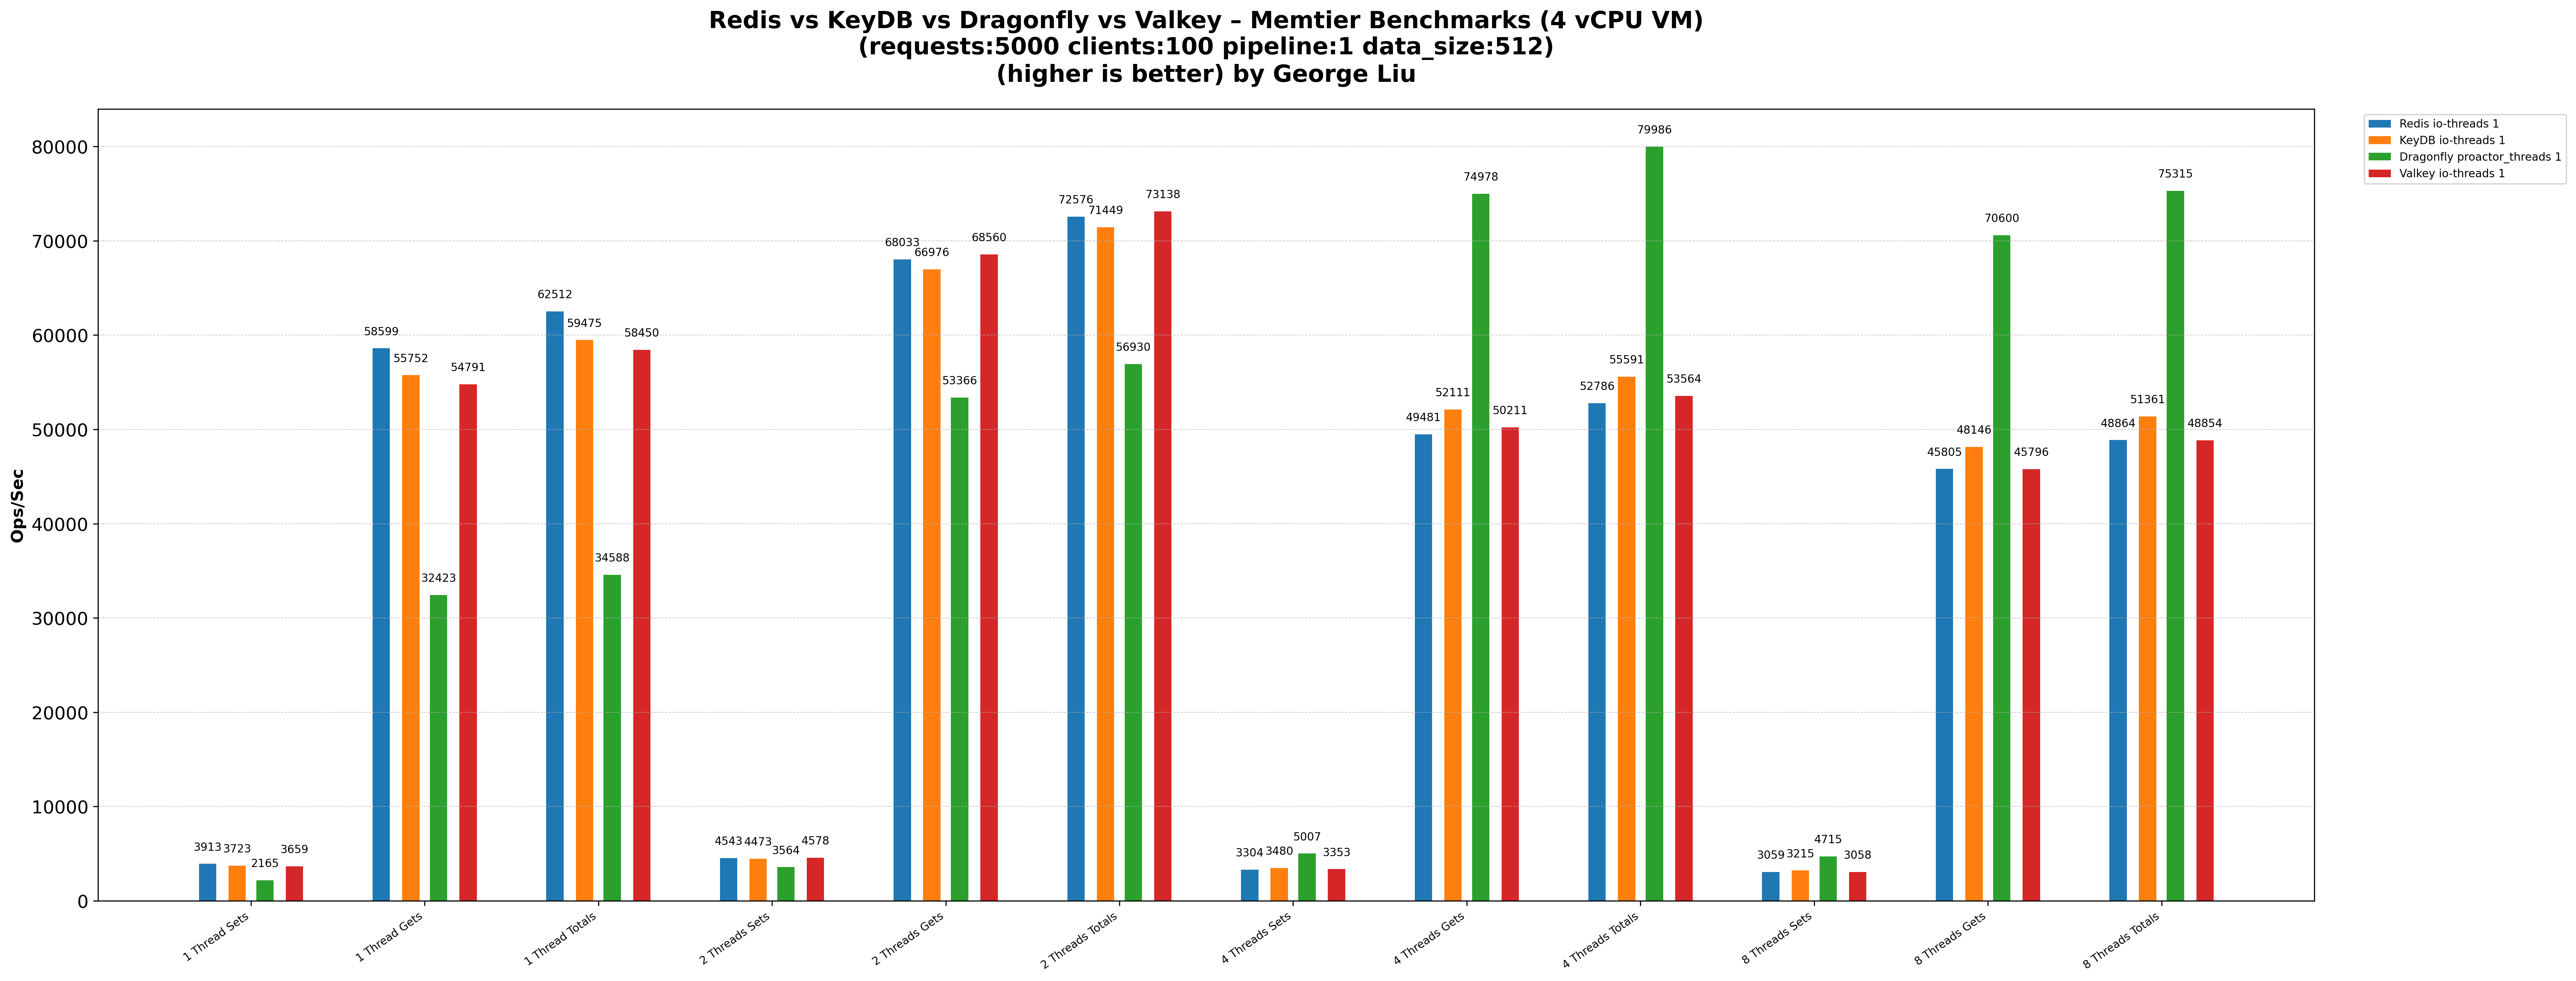 Redis vs KeyDB vs Dragonfly vs Valkey – Memtier Benchmarks (4 vCPU VM)
(requests:5000 clients:100 pipeline:1 data_size:512)
(higher is better) by George Liu
Redis io-threads 1
KeyDB io-threads 1
Dragonfly proactor_threads 1
Valkey io-threads 1
Ops/Sec
80000
70000
60000
50000
40000
30000
20000
10000
0
3913 3723 2165 3659
58599 55752 32423 54791
62512 59475 34588 58450
4543 4473 3564 4578
68033 66976 53366 68560
72576 71449 56930 73138
3304 3480 5007 3353
49481 52111 74978 50211
52786 55591 79986 53564
3059 3215 4715 3058
45805 48146 70600 45796
48864 51361 75315 48854
1 Thread Sets
1 Thread Gets
1 Thread Totals
2 Threads Sets
2 Threads Gets
2 Threads Totals
4 Threads Sets
4 Threads Gets
4 Threads Totals
8 Threads Sets
8 Threads Gets
8 Threads Totals